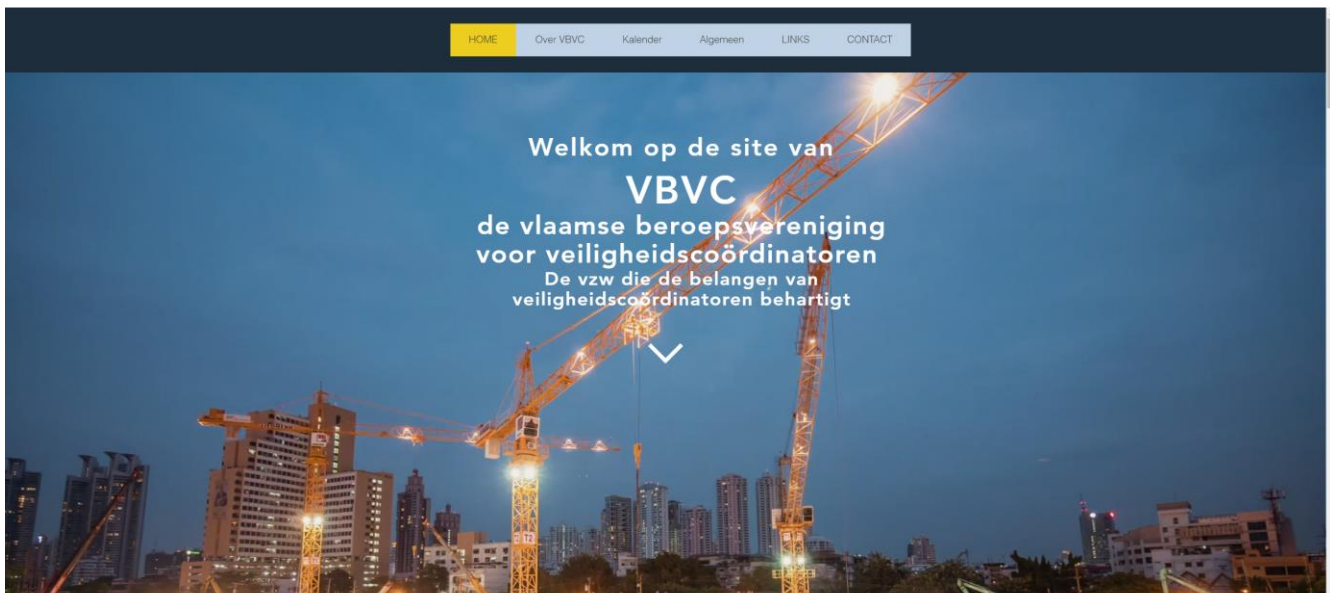 HOME Over VBVC Kalender Algemeen LINKS CONTACT
Welkom op de site van
VBVC
de vlaamse beroepsvereniging
voor veiligheidscoördinatoren
De vzw die de belangen van
veiligheidscoördinatoren behartigt
T2